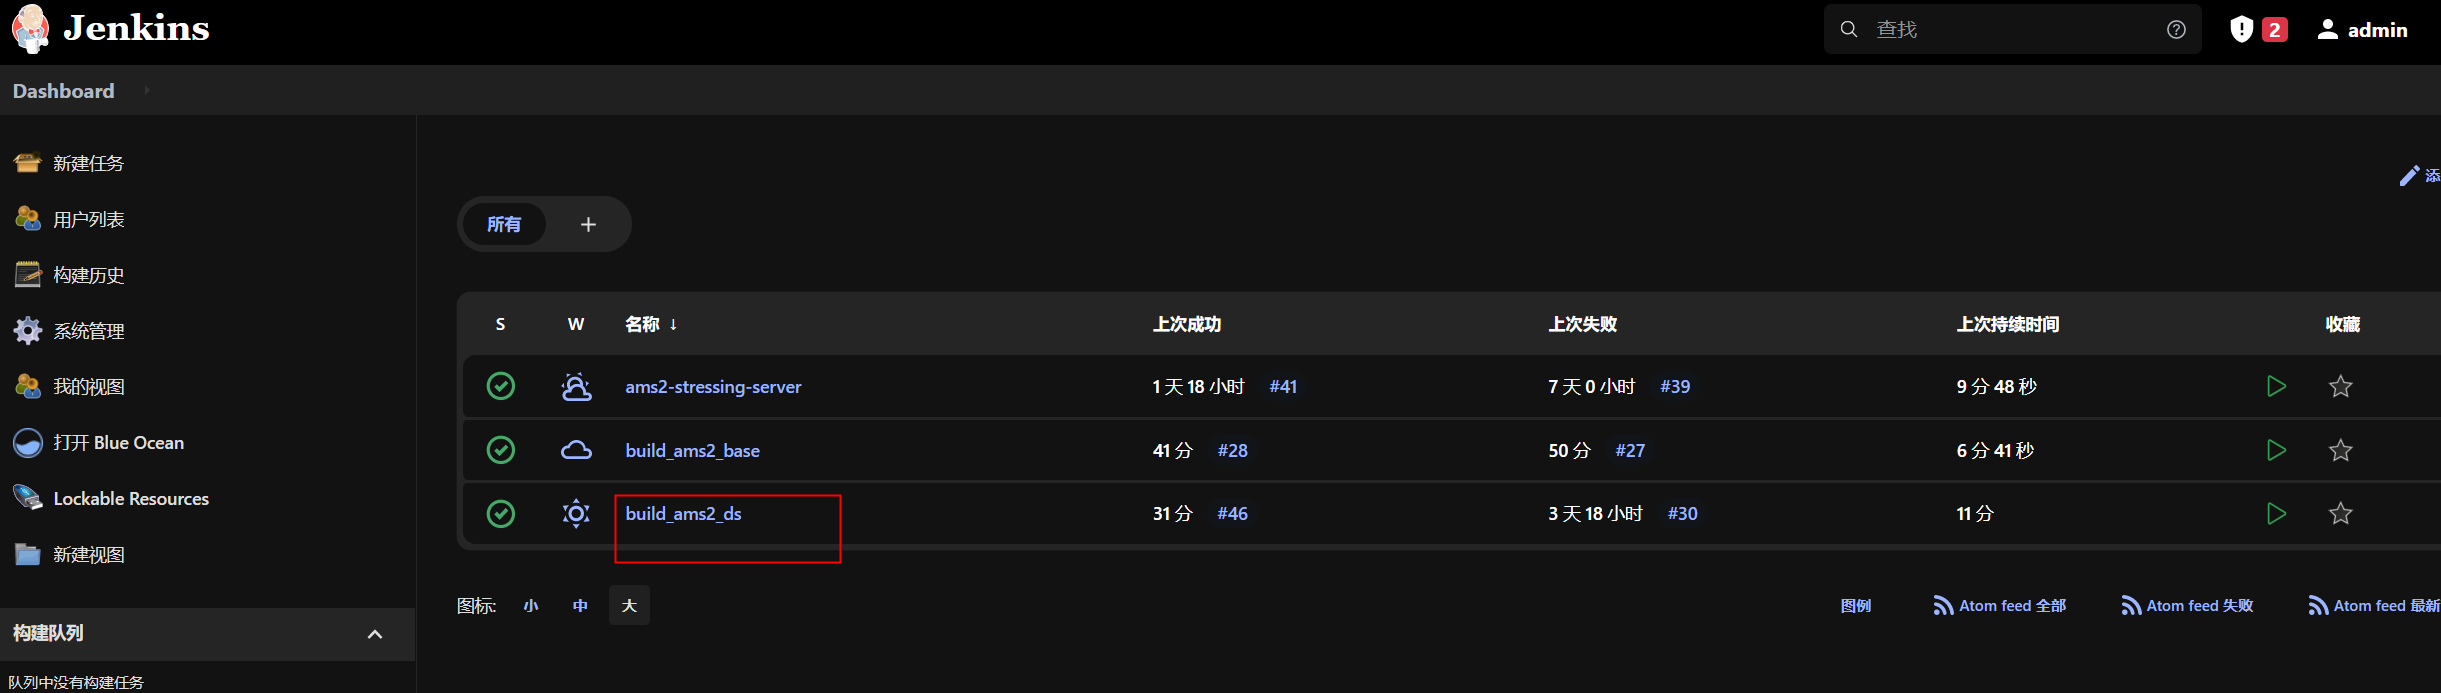 Jenkins
查找
2
admin
Dashboard
新建任务
用户列表
构建历史
系统管理
我的视图
打开 Blue Ocean
Lockable Resources
新建视图
构建队列
队列中没有构建任务
添
所有 +
S W 名称 ↓ 上次成功 上次失败 上次持续时间 收藏
ams2-stressing-server 1 天 18 小时 #41 7 天 0 小时 #39 9 分 48 秒
build_ams2_base 41 分 #28 50 分 #27 6 分 41 秒
build_ams2_ds 31 分 #46 3 天 18 小时 #30 11 分
图标: 小 中 大
图例 Atom feed 全部 Atom feed 失败 Atom feed 最新